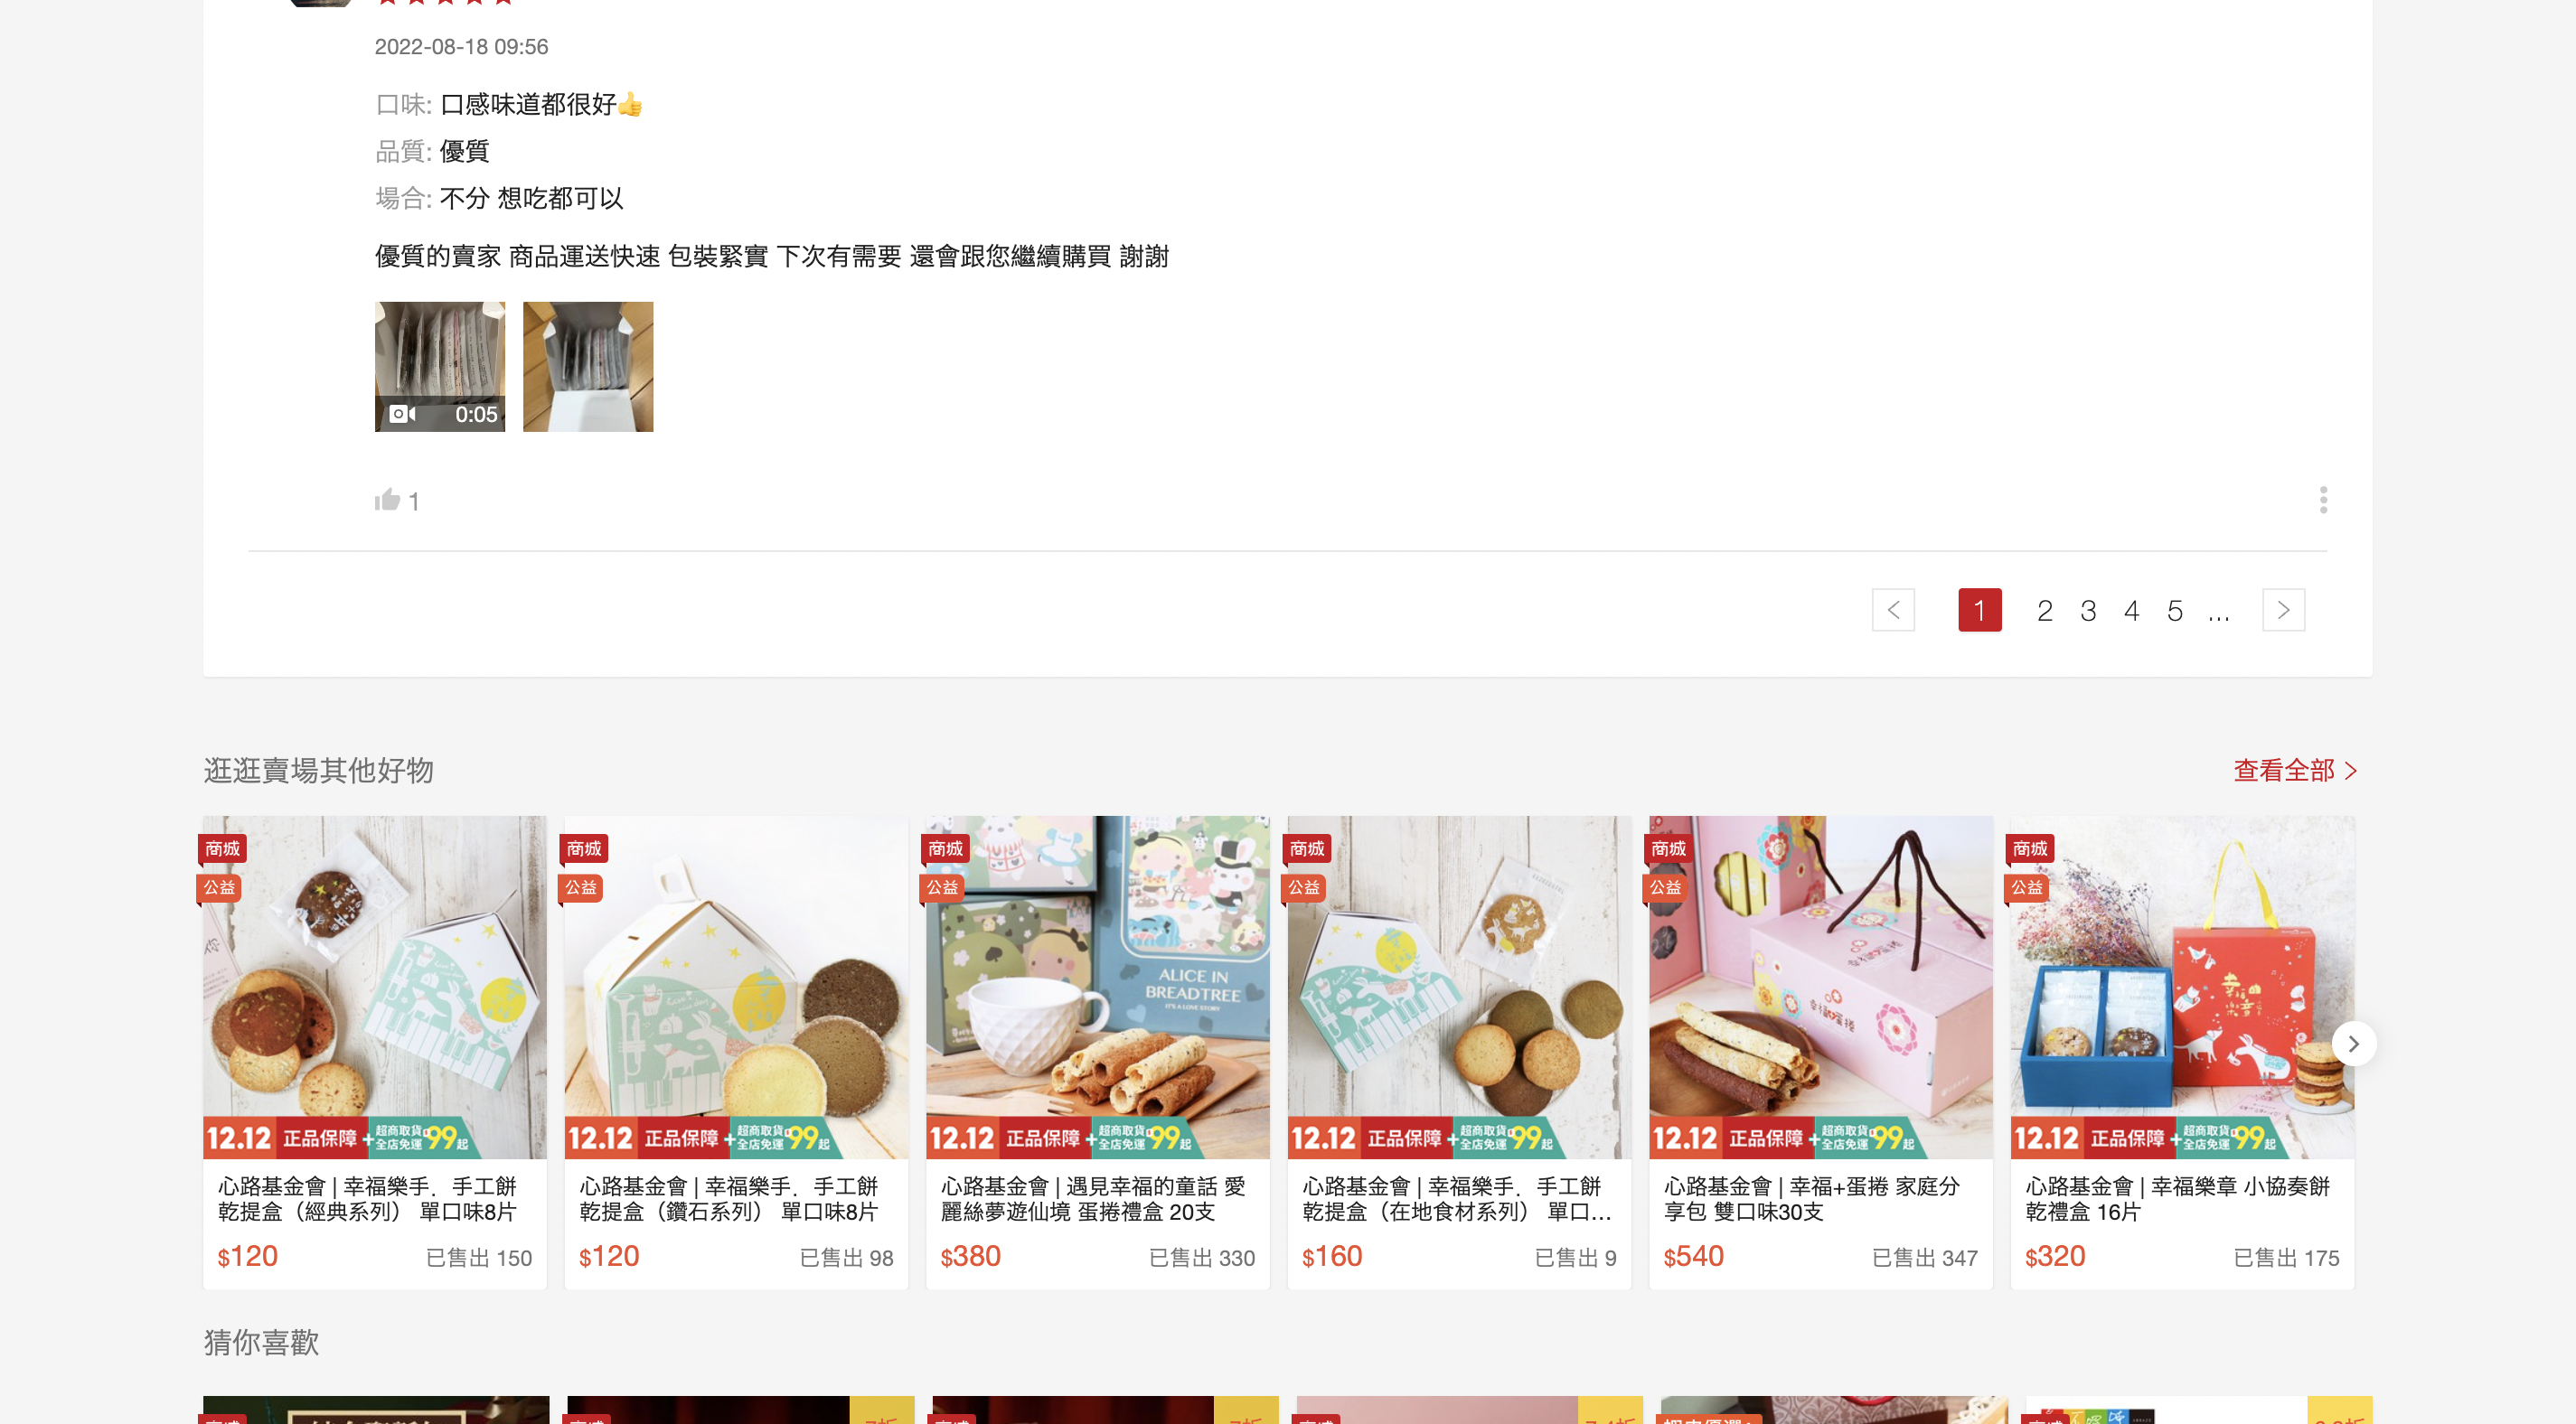 2022-08-18 09:56
口味: 口感味道都很好👍
品質: 優質
場合: 不分 想吃都可以
優質的賣家 商品運送快速 包裝緊實 下次有需要 還會跟您繼續購買 謝謝
0:05
1
1 2 3 4 5 ...
逛逛賣場其他好物
查看全部
商城
公益
12.12 正品保障+超商取貨 全店免運 99起
心路基金會 | 幸福樂手．手工餅
乾提盒（經典系列） 單口味8片
$120
已售出 150
商城
公益
12.12 正品保障+超商取貨 全店免運 99起
心路基金會 | 幸福樂手．手工餅
乾提盒（鑽石系列） 單口味8片
$120
已售出 98
商城
公益
ALICE IN
BREADTREE
IT'S A LOVE STORY
12.12 正品保障+超商取貨 全店免運 99起
心路基金會 | 遇見幸福的童話 愛
麗絲夢遊仙境 蛋捲禮盒 20支
$380
已售出 330
商城
公益
12.12 正品保障+超商取貨 全店免運 99起
心路基金會 | 幸福樂手．手工餅
乾提盒（在地食材系列） 單口...
$160
已售出 9
商城
公益
幸福+蛋捲
12.12 正品保障+超商取貨 全店免運 99起
心路基金會 | 幸福+蛋捲 家庭分
享包 雙口味30支
$540
已售出 347
商城
公益
幸福樂章
12.12 正品保障+超商取貨 全店免運 99起
心路基金會 | 幸福樂章 小協奏餅
乾禮盒 16片
$320
已售出 175
猜你喜歡